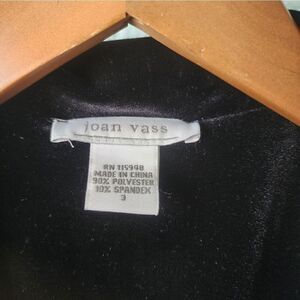 joan vass
RN 115998
MADE IN CHINA
90% POLYESTER
10% SPANDEX
3